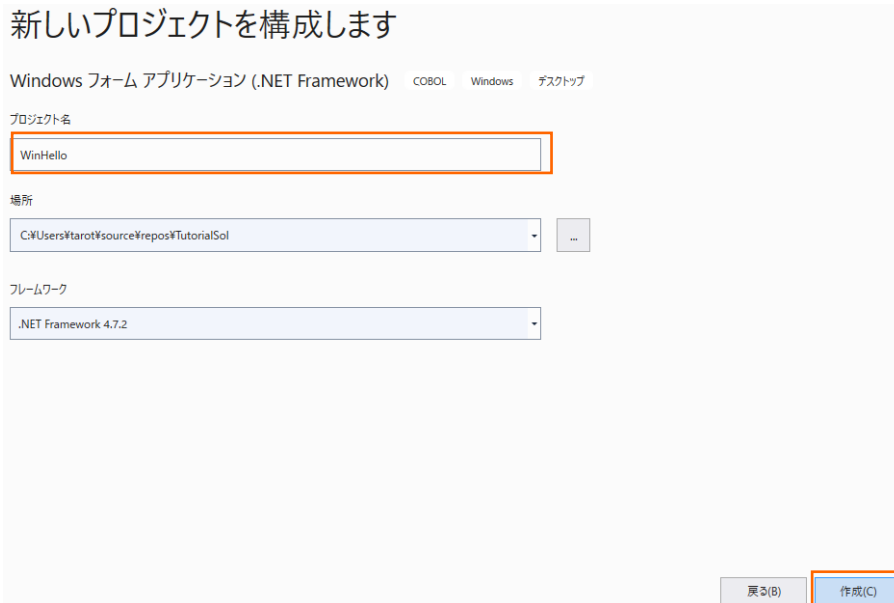 新しいプロジェクトを構成します
Windows フォーム アプリケーション (.NET Framework) COBOL Windows デスクトップ
プロジェクト名
WinHello
場所
C:¥Users¥tarot¥source¥repos¥TutorialSol
...
フレームワーク
.NET Framework 4.7.2
戻る(B) 作成(C)